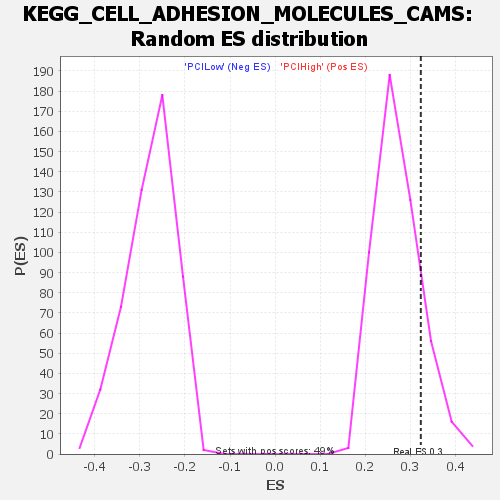 KEGG_CELL_ADHESION_MOLECULES_CAMS:
Random ES distribution
'PCILow' (Neg ES) 'PCIHigh' (Pos ES)
P(ES)
190
180
170
160
150
140
130
120
110
100
90
80
70
60
50
40
30
20
10
0
Sets with pos scores: 49%
Real ES 0.3
-0.4 -0.3 -0.2 -0.1 0.0 0.1 0.2 0.3 0.4
ES